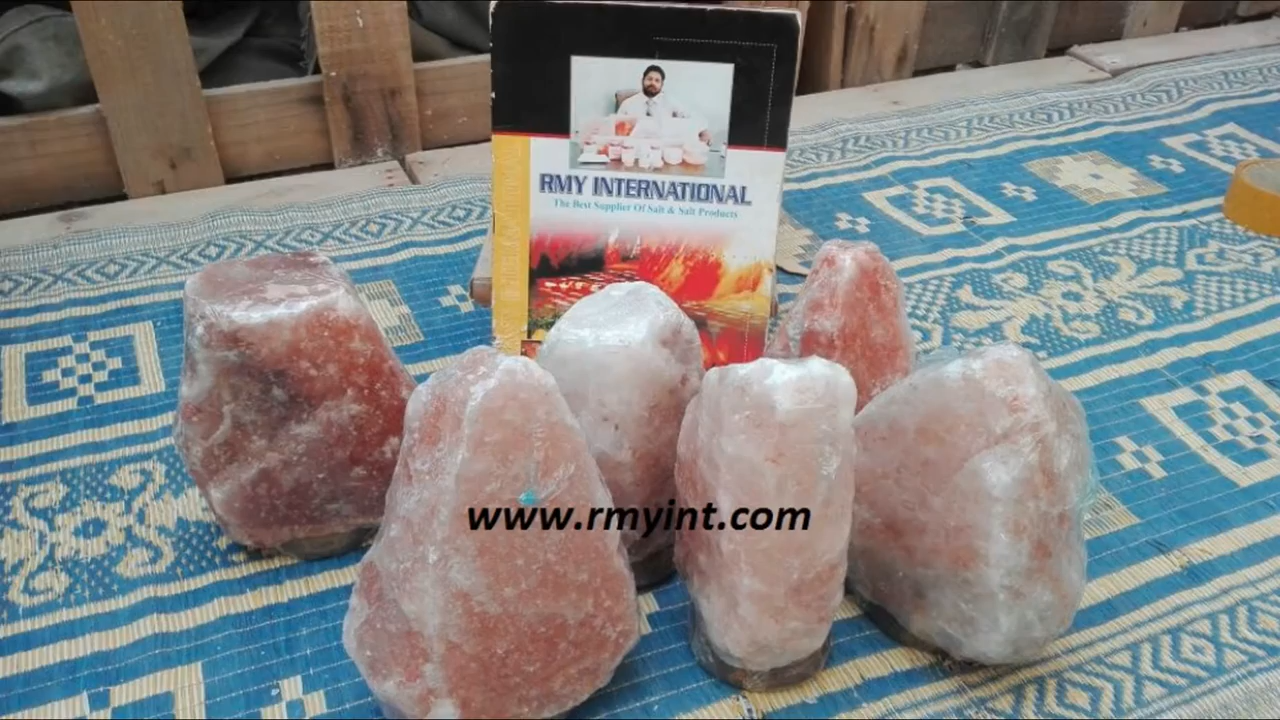 RMY INTERNATIONAL
The Best Supplier Of Salt & Salt Products
www.rmyint.com